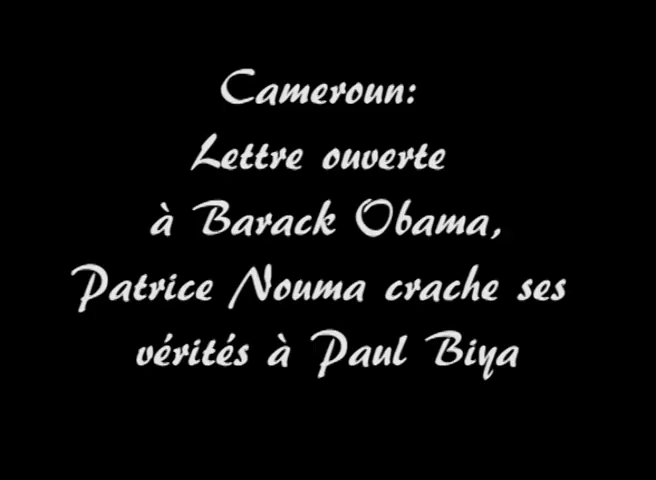 Cameroun:
Lettre ouverte
à Barack Obama,
Patrice Nouma crache ses
vérités à Paul Biya